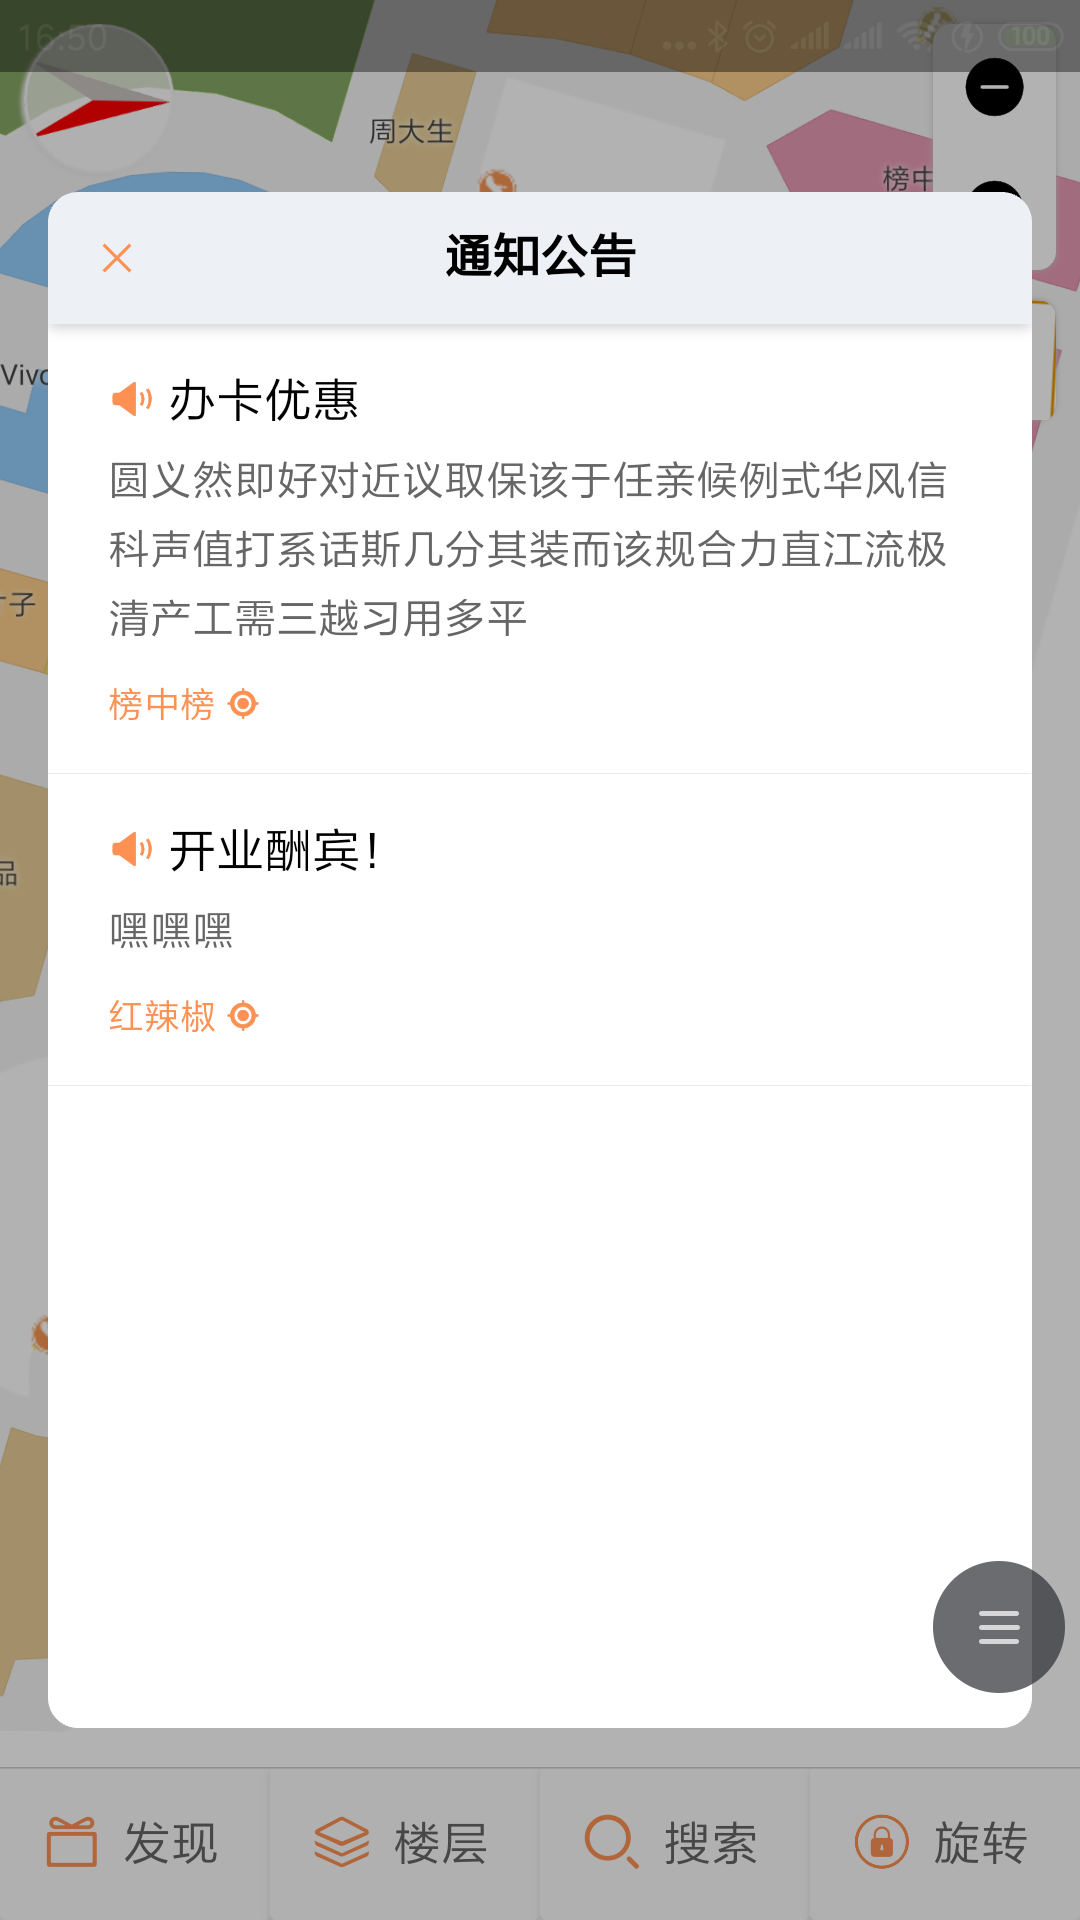 16:50
100
周大生
榜中
通知公告
Vivo
办卡优惠
圆义然即好对近议取保该于任亲候例式华风信
科声值打系话斯几分其装而该规合力直江流极
清产工需三越习用多平
子
榜中榜
开业酬宾!
品
嘿嘿嘿
红辣椒
发现
楼层
搜索
旋转